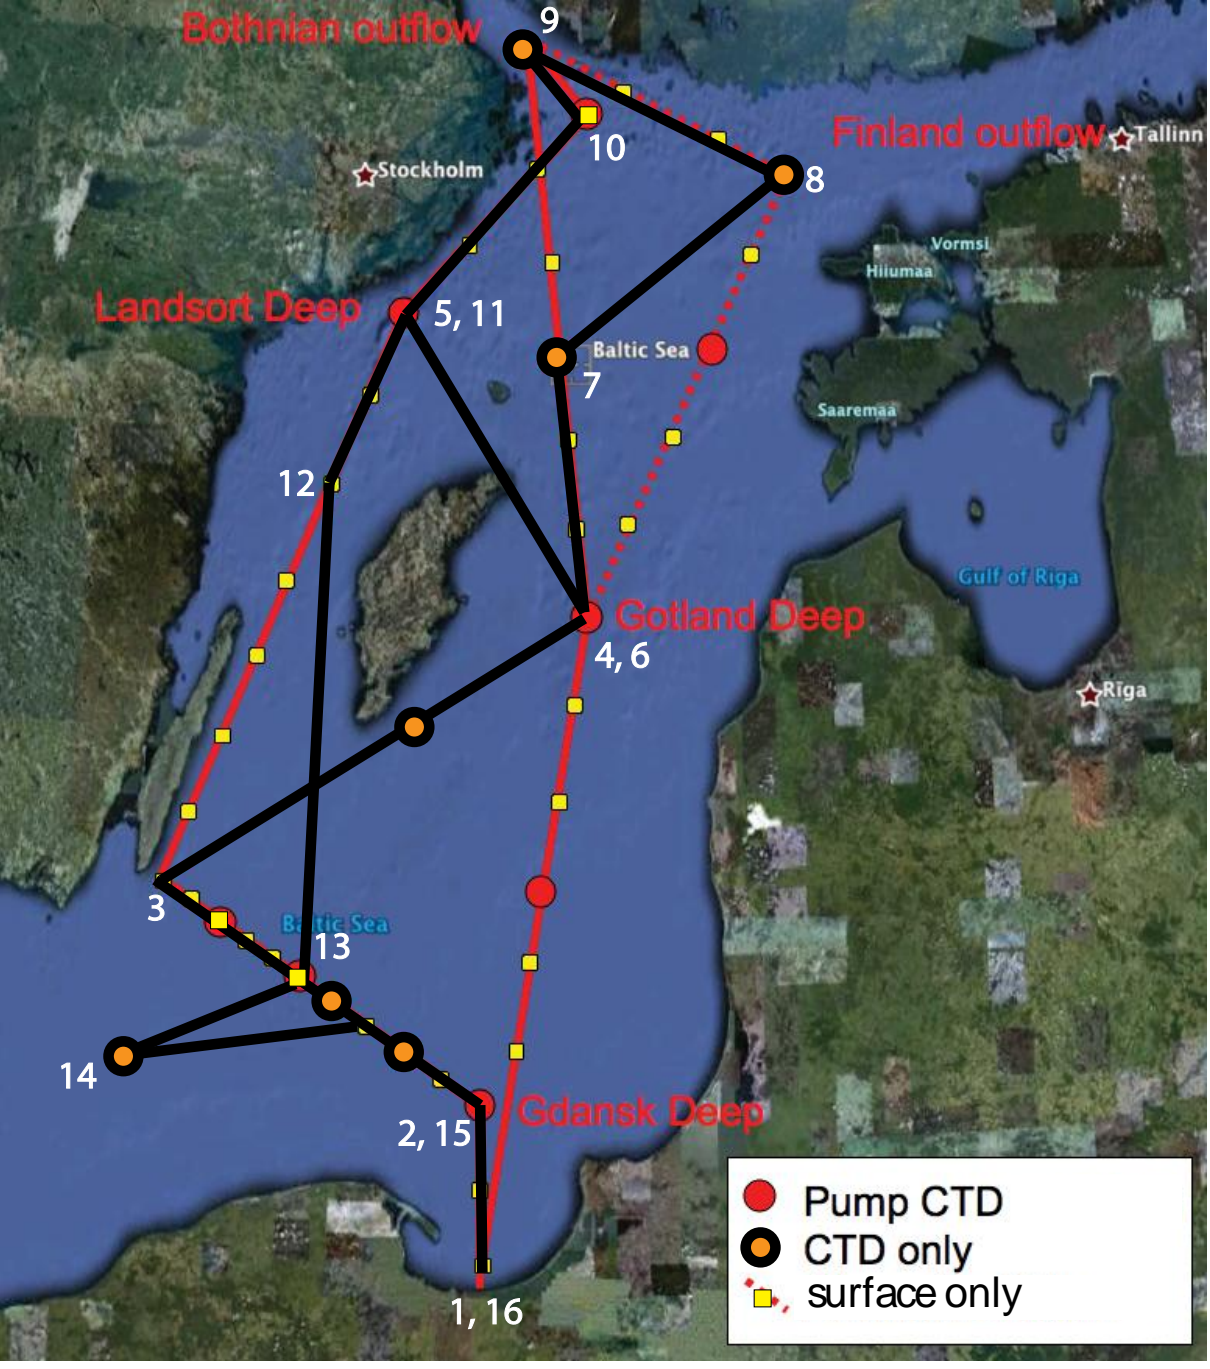 9
Bothnian outflow
10
Finland outflow
Tallinn
Stockholm
8
Vormsi
Hiiumaa
Landsort Deep
5, 11
Baltic Sea
7
Saaremaa
12
Gulf of Riga
Gotland Deep
4, 6
Rīga
3
Baltic Sea
13
14
Gdansk Deep
2, 15
1, 16
Pump CTD
CTD only
surface only